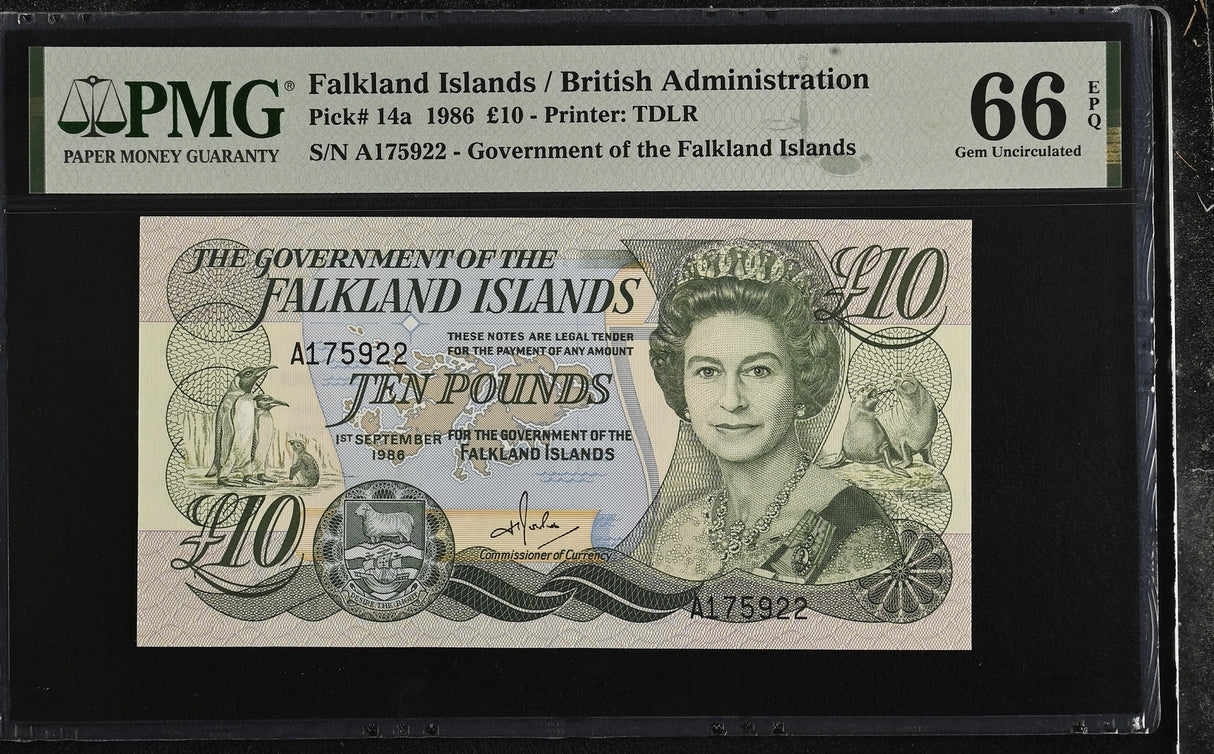 PMG®
PAPER MONEY GUARANTY
Falkland Islands / British Administration
Pick# 14a 1986 £10 - Printer: TDLR
S/N A175922 - Government of the Falkland Islands
66
EPQ
Gem Uncirculated
THE GOVERNMENT OF THE
FALKLAND ISLANDS
£10
THESE NOTES ARE LEGAL TENDER
FOR THE PAYMENT OF ANY AMOUNT
A175922
TEN POUNDS
1ST SEPTEMBER
1986
FOR THE GOVERNMENT OF THE
FALKLAND ISLANDS
£10
Commissioner of Currency
DESIRE THE RIGHT
A175922